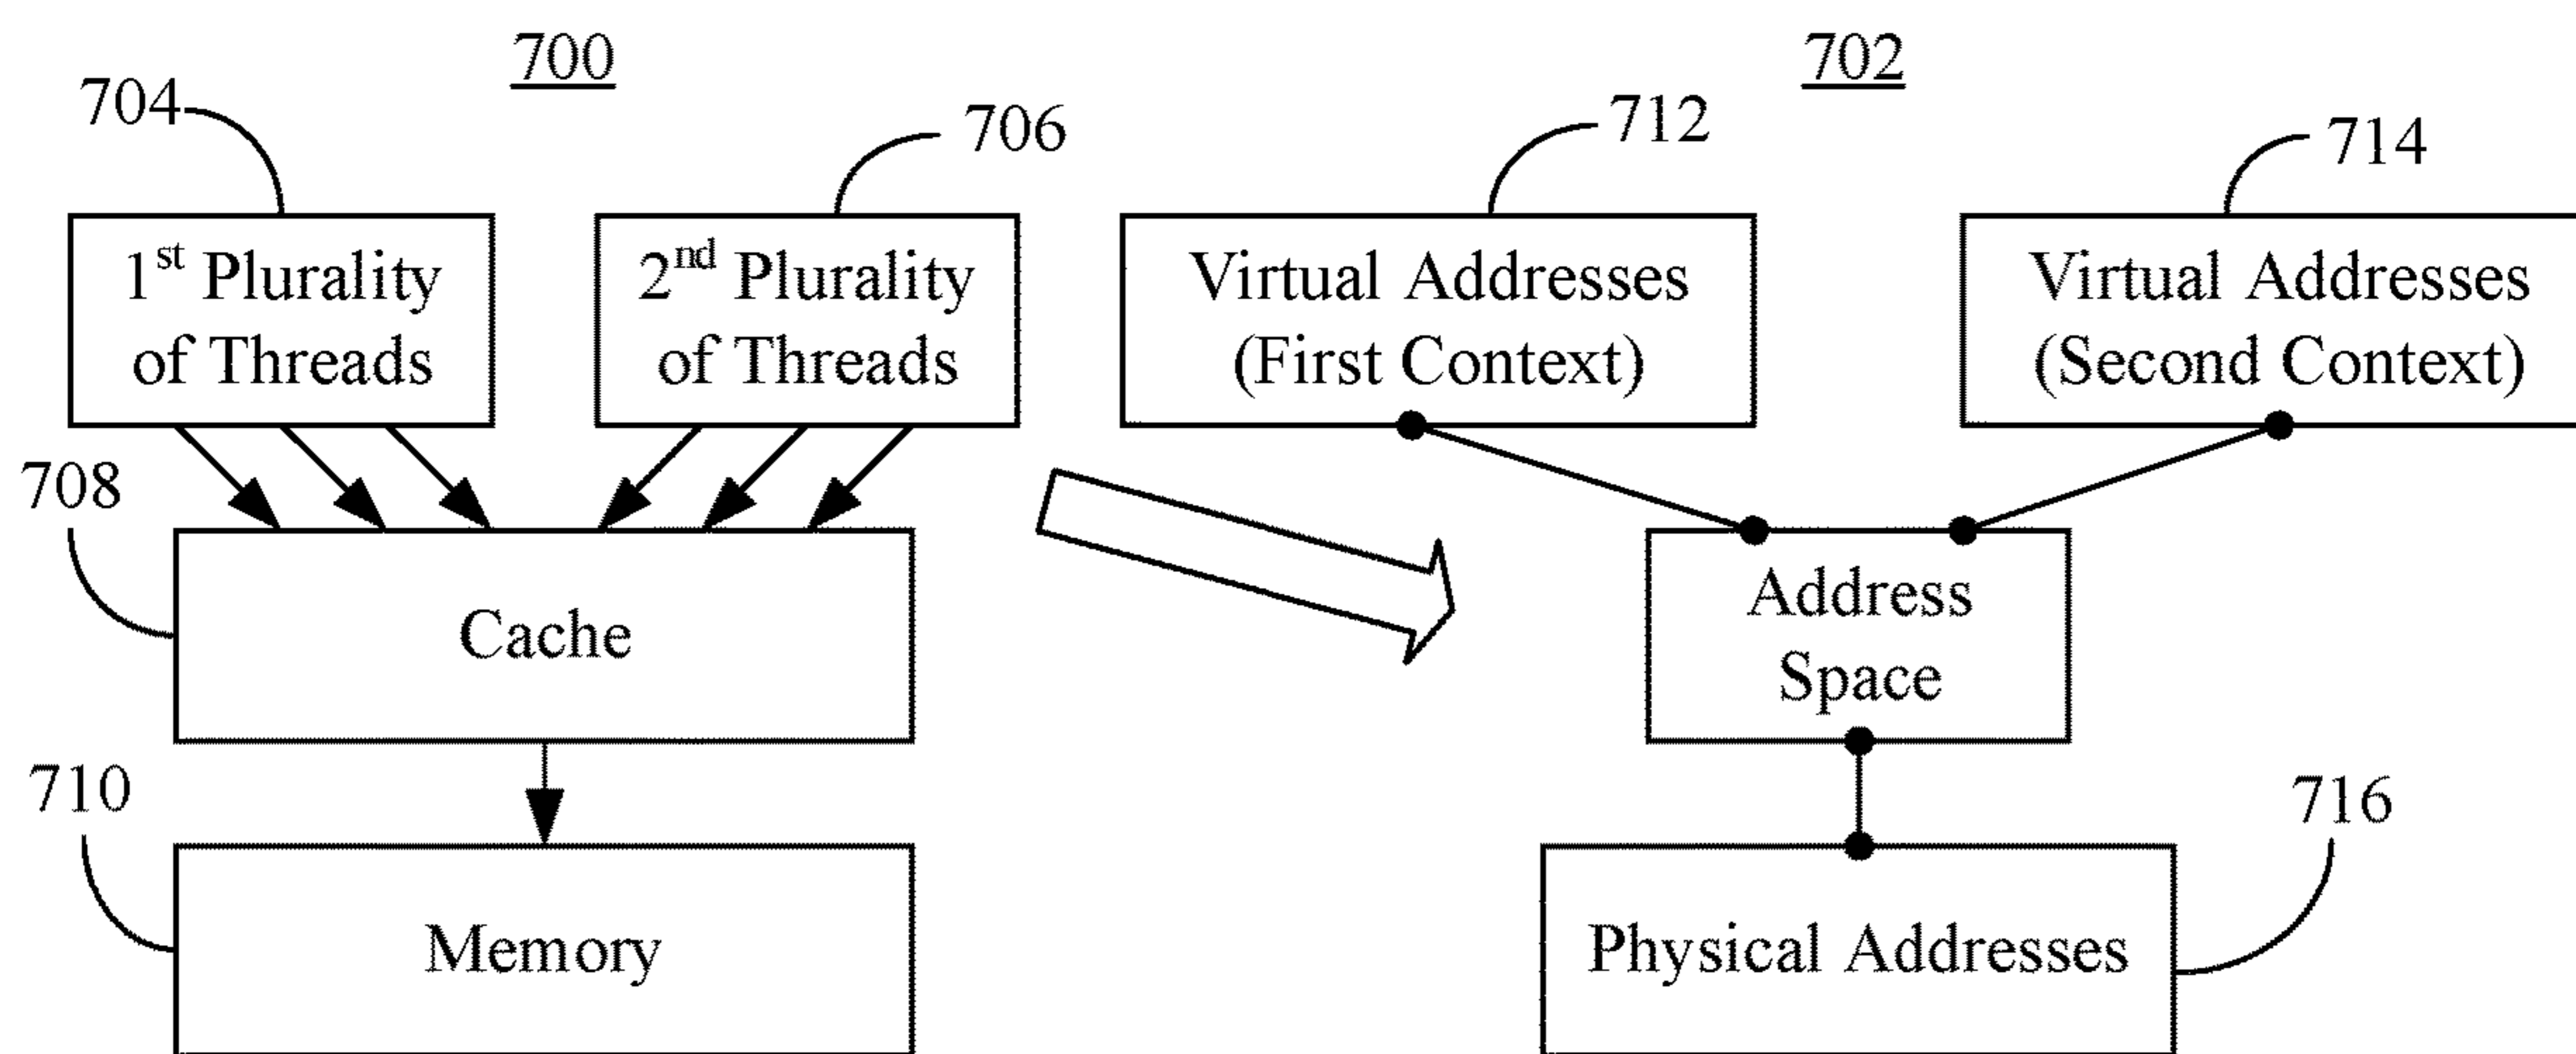 700
702
704
706
712
714
1st Plurality
of Threads
2nd Plurality
of Threads
Virtual Addresses
(First Context)
Virtual Addresses
(Second Context)
708
Cache
Address
Space
710
716
Memory
Physical Addresses